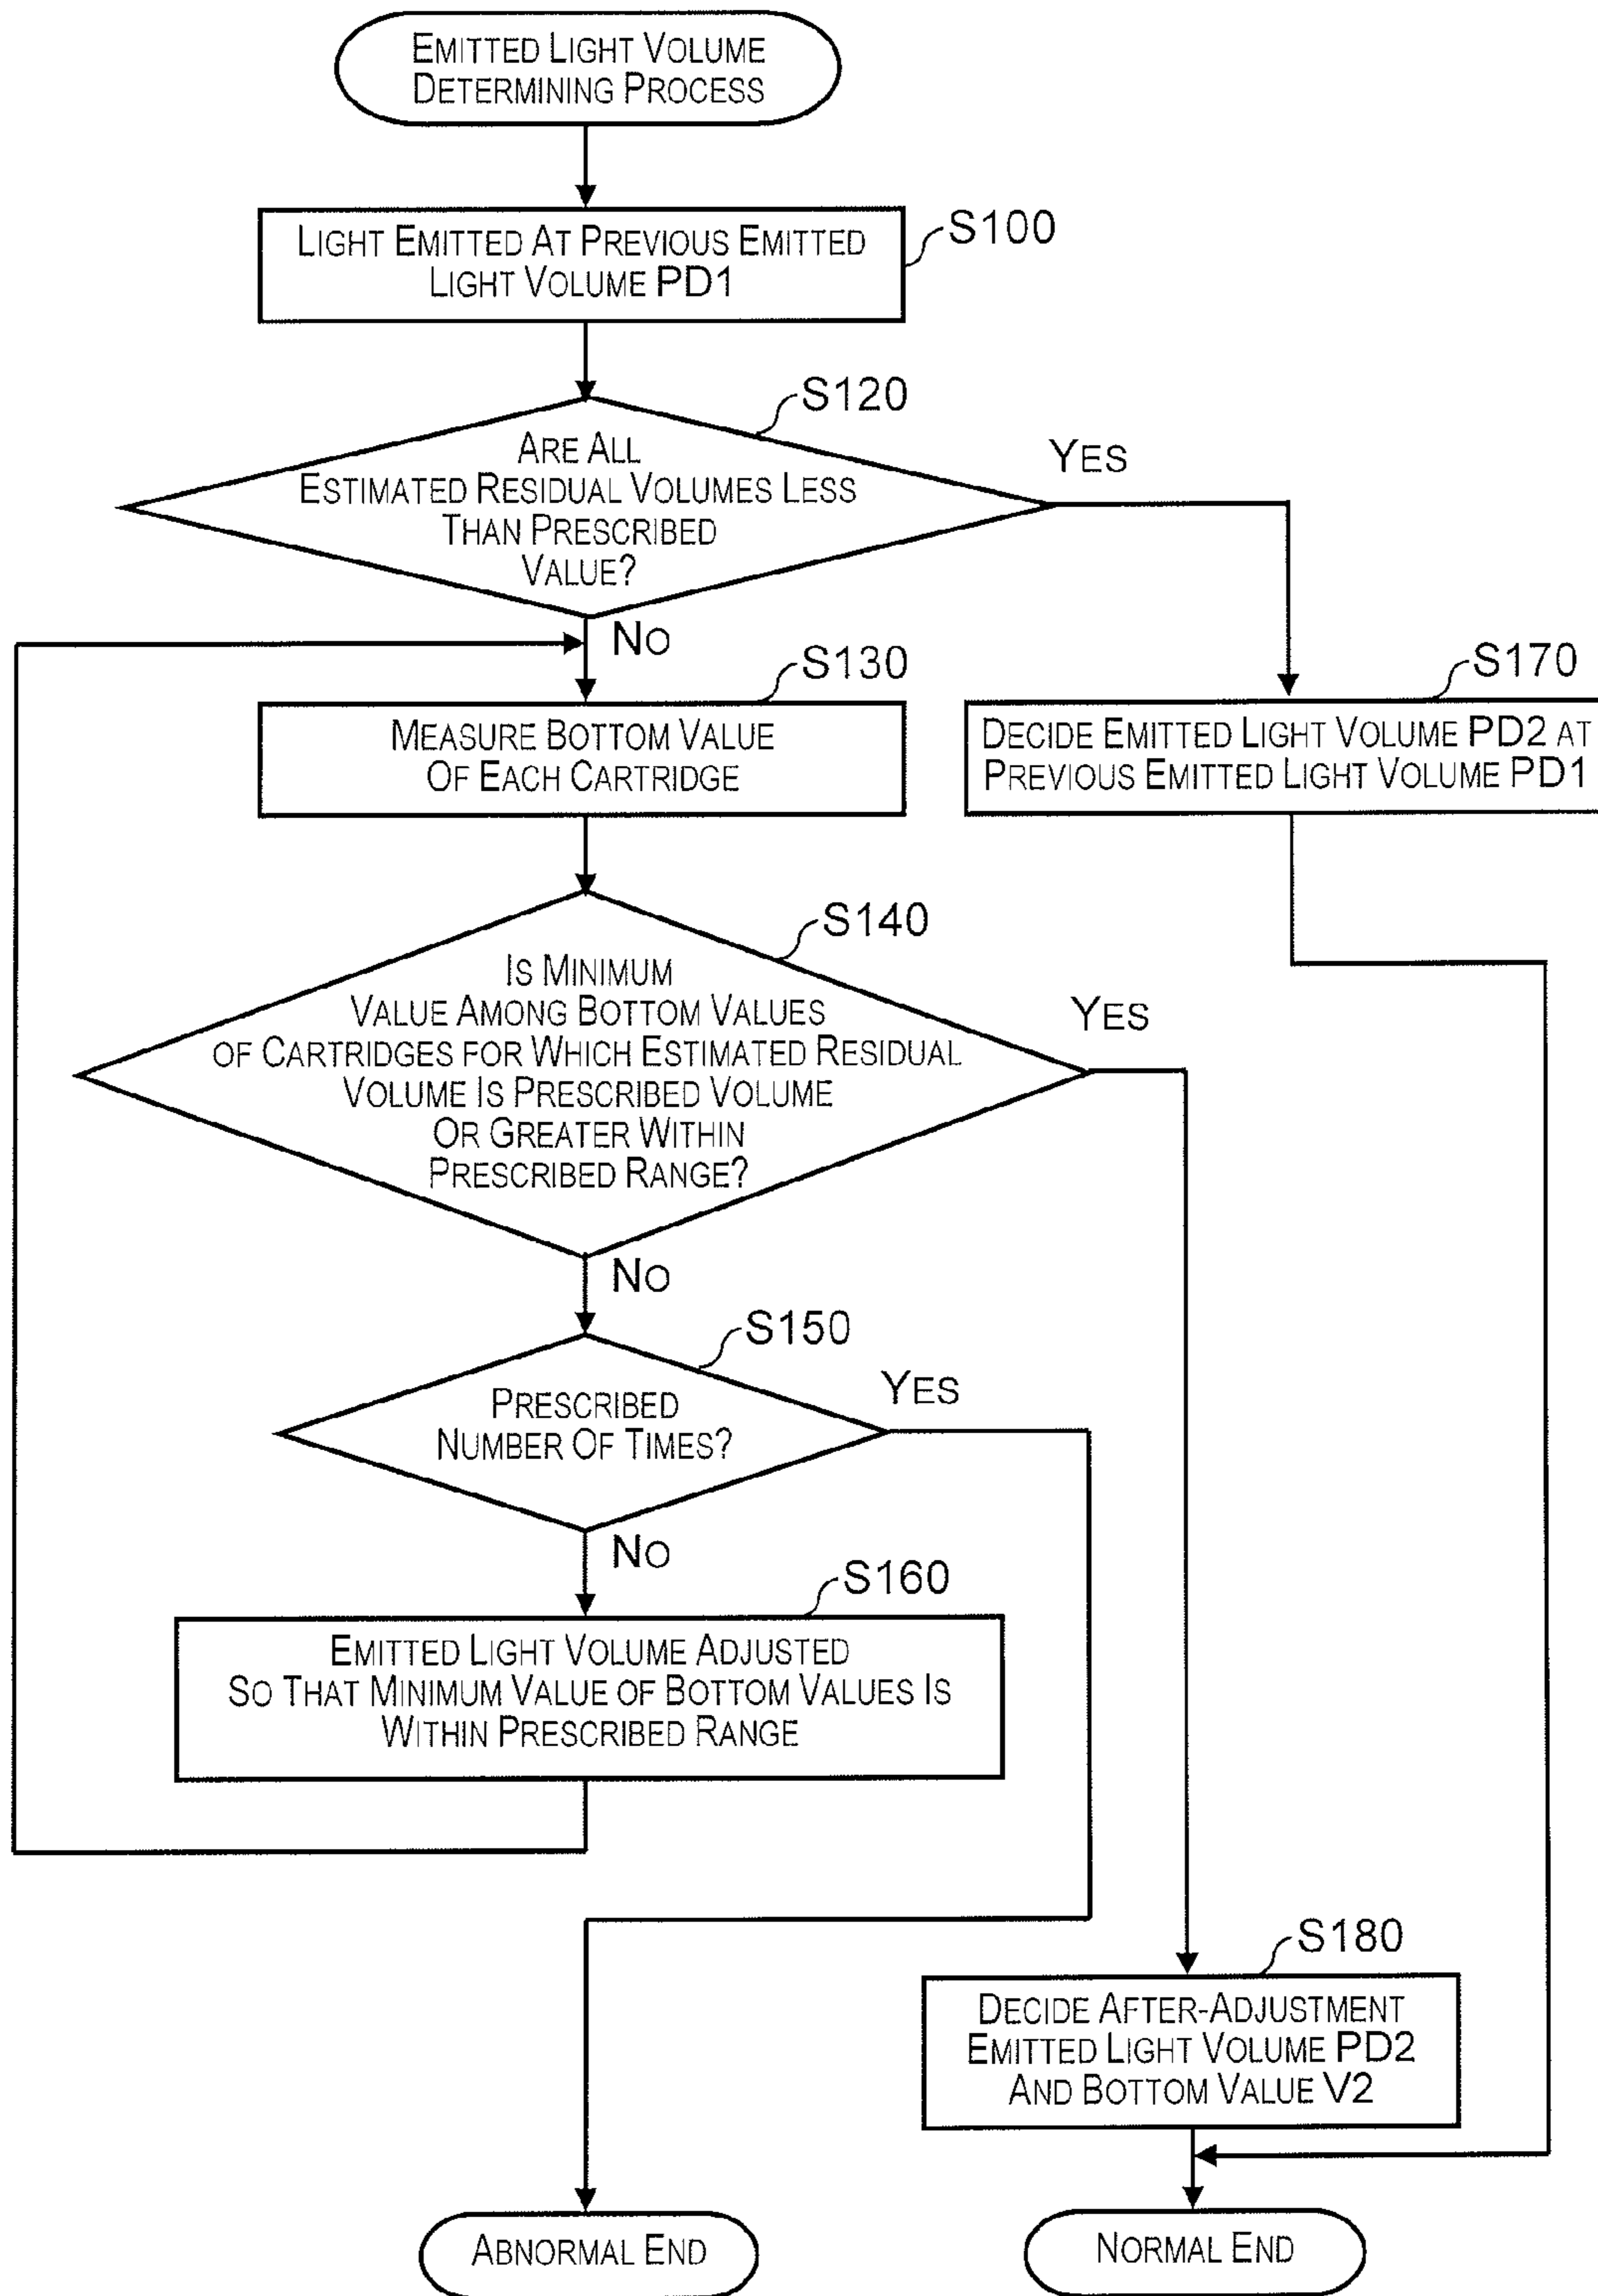 EMITTED LIGHT VOLUME
DETERMINING PROCESS
LIGHT EMITTED AT PREVIOUS EMITTED
LIGHT VOLUME PD1
S100
S120
ARE ALL
ESTIMATED RESIDUAL VOLUMES LESS
THAN PRESCRIBED
VALUE?
YES
NO
S130
MEASURE BOTTOM VALUE
OF EACH CARTRIDGE
S170
DECIDE EMITTED LIGHT VOLUME PD2 AT
PREVIOUS EMITTED LIGHT VOLUME PD1
S140
IS MINIMUM
VALUE AMONG BOTTOM VALUES
OF CARTRIDGES FOR WHICH ESTIMATED RESIDUAL
VOLUME IS PRESCRIBED VOLUME
OR GREATER WITHIN
PRESCRIBED RANGE?
YES
NO
S150
PRESCRIBED
NUMBER OF TIMES?
YES
NO
S160
EMITTED LIGHT VOLUME ADJUSTED
SO THAT MINIMUM VALUE OF BOTTOM VALUES IS
WITHIN PRESCRIBED RANGE
S180
DECIDE AFTER-ADJUSTMENT
EMITTED LIGHT VOLUME PD2
AND BOTTOM VALUE V2
ABNORMAL END
NORMAL END